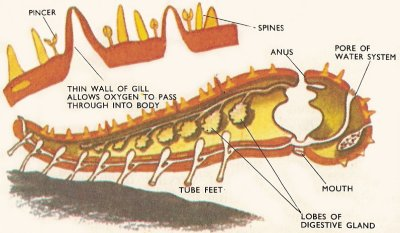 PINCER
SPINES
THIN WALL OF GILL
ALLOWS OXYGEN TO PASS
THROUGH INTO BODY
ANUS
PORE OF
WATER SYSTEM
TUBE FEET
MOUTH
LOBES OF
DIGESTIVE GLAND